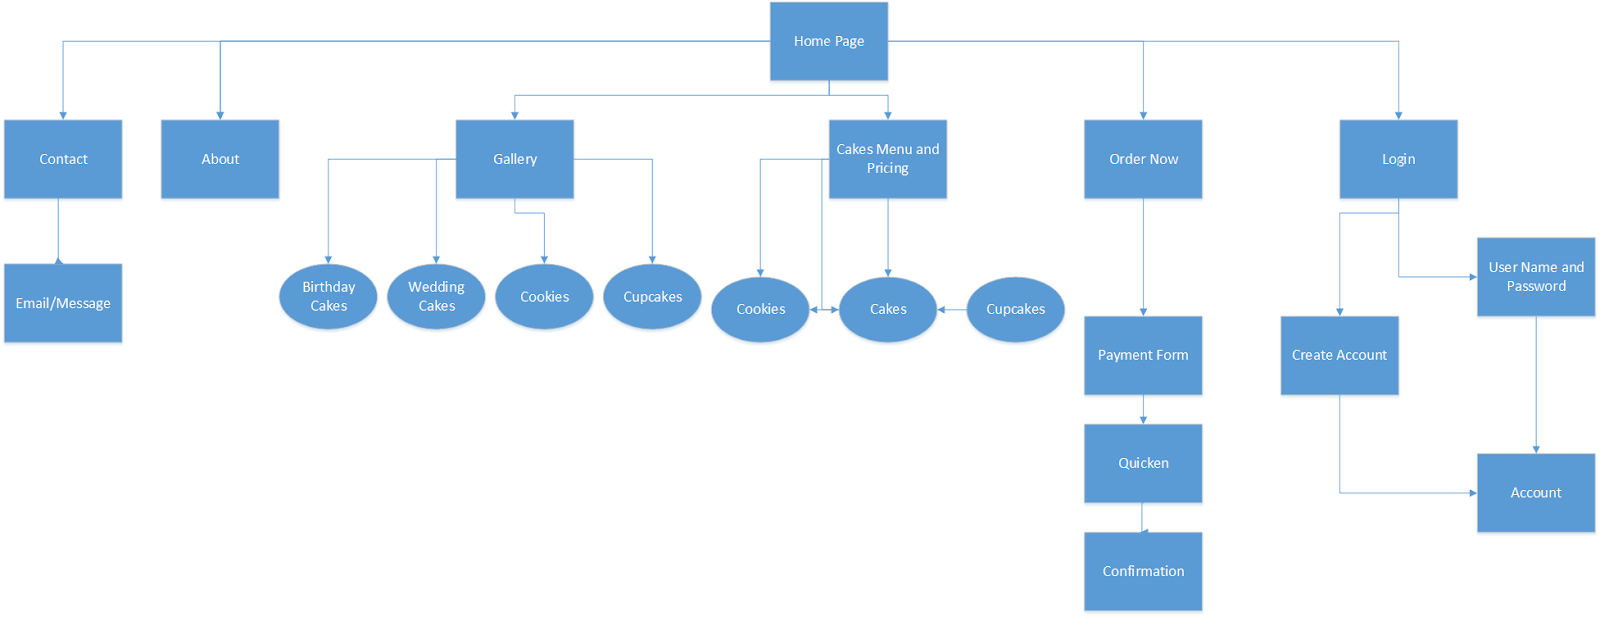 Home Page
Contact
About
Gallery
Cakes Menu and
Pricing
Order Now
Login
Email/Message
Birthday
Cakes
Wedding
Cakes
Cookies
Cupcakes
Cookies
Cakes
Cupcakes
User Name and
Password
Payment Form
Create Account
Quicken
Account
Confirmation